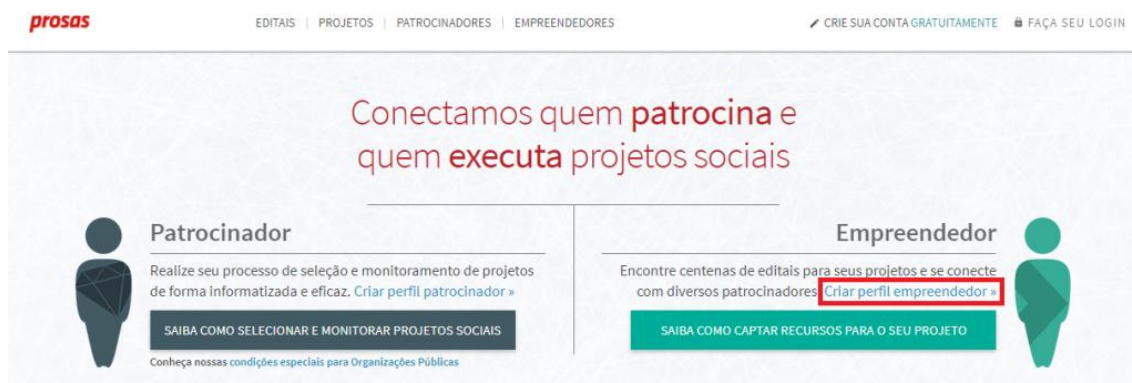 prosas
EDITAIS | PROJETOS | PATROCINADORES | EMPREENDEDORES
CRIE SUA CONTA GRATUITAMENTE
FAÇA SEU LOGIN
Conectamos quem patrocina e
quem executa projetos sociais
Patrocinador
Realize seu processo de seleção e monitoramento de projetos
de forma informatizada e eficaz. Criar perfil patrocinador »
SAIBA COMO SELECIONAR E MONITORAR PROJETOS SOCIAIS
Conheça nossas condições especiais para Organizações Públicas
Empreendedor
Encontre centenas de editais para seus projetos e se conecte
com diversos patrocinadores Criar perfil empreendedor »
SAIBA COMO CAPTAR RECURSOS PARA O SEU PROJETO